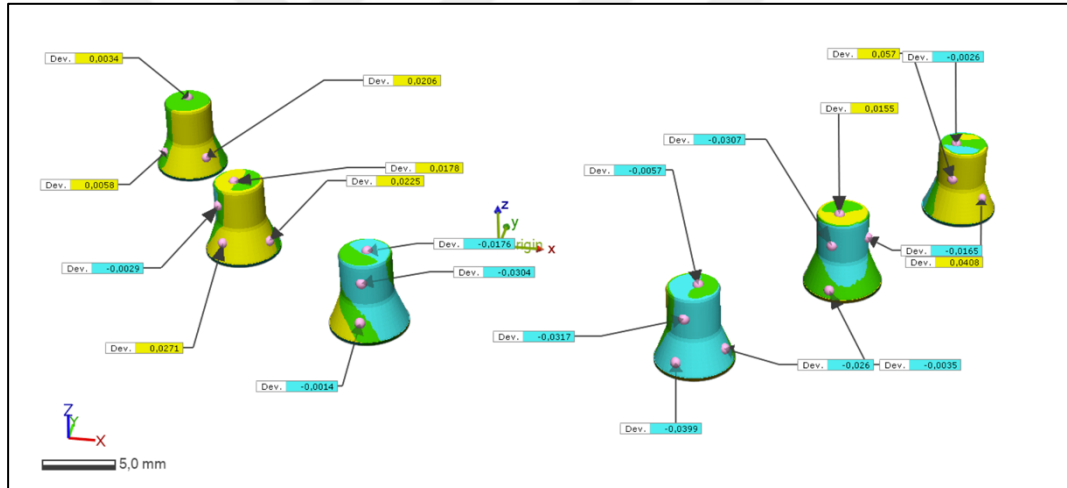 Dev. 0,0034
Dev. 0,0206
Dev. 0,0058
Dev. 0,0178
Dev. 0,0225
Dev. -0,0029
Dev. 0,0271
Dev. -0,0176
Dev. -0,0304
Dev. -0,0014
z
y
rigin
x
Dev. 0,057
Dev. -0,0026
Dev. 0,0155
Dev. -0,0307
Dev. -0,0057
Dev. -0,0165
Dev. 0,0408
Dev. -0,0317
Dev. -0,026
Dev. -0,0035
Dev. -0,0399
Z
Y
X
5,0 mm